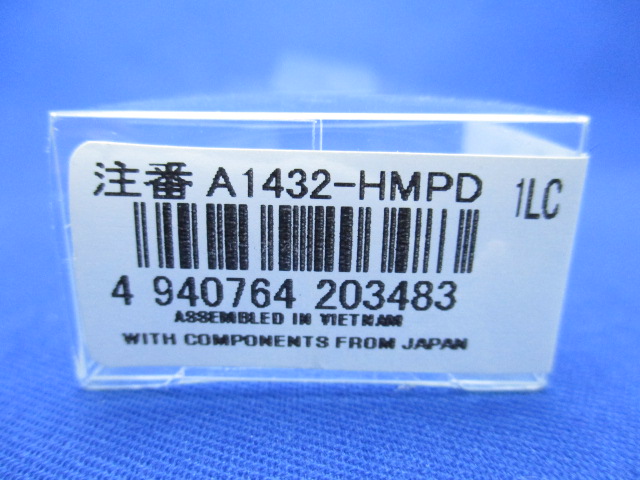 注番 A1432-HMPD 1LC
4 940764 203483
ASSEMBLED IN VIETNAM
WITH COMPONENTS FROM JAPAN